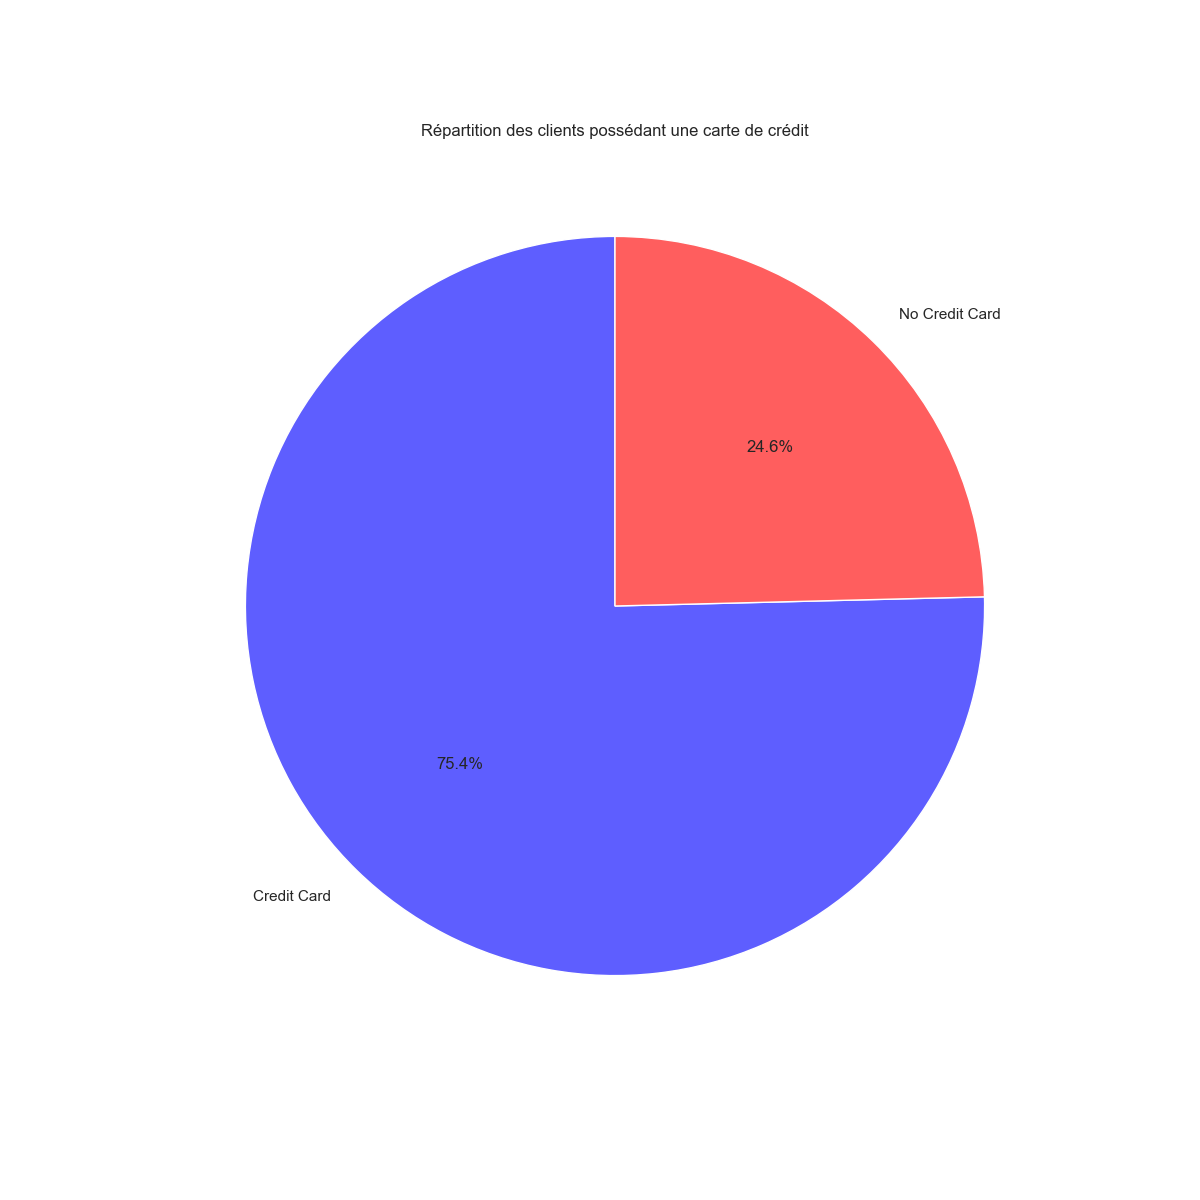 Répartition des clients possédant une carte de crédit
No Credit Card
24.6%
75.4%
Credit Card